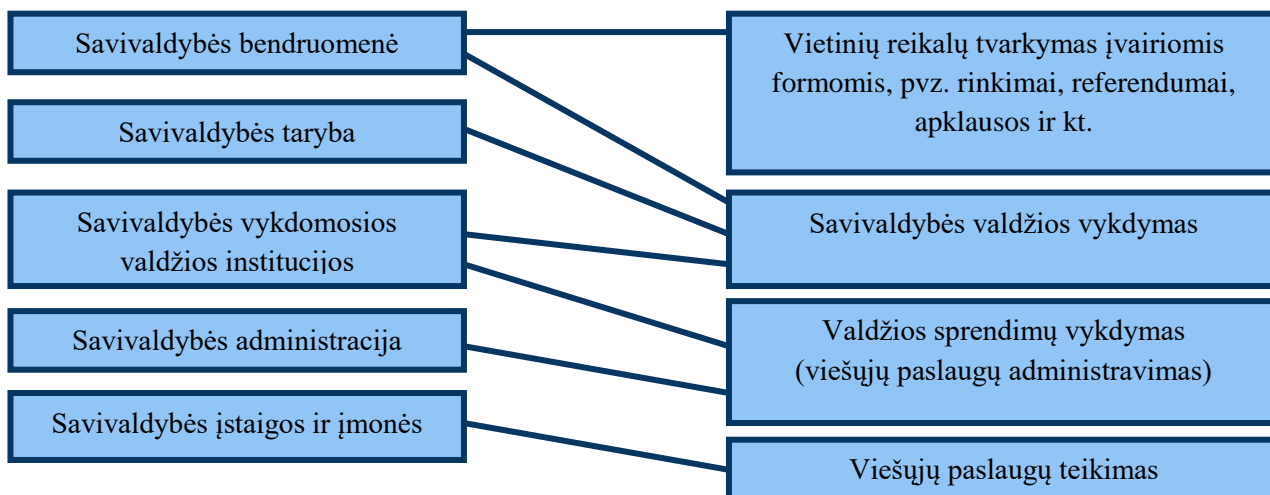 Savivaldybės bendruomenė
Savivaldybės taryba
Savivaldybės vykdomosios
valdžios institucijos
Savivaldybės administracija
Savivaldybės įstaigos ir įmonės
Vietinių reikalų tvarkymas įvairiomis
formomis, pvz. rinkimai, referendumai,
apklausos ir kt.
Savivaldybės valdžios vykdymas
Valdžios sprendimų vykdymas
(viešųjų paslaugų administravimas)
Viešųjų paslaugų teikimas